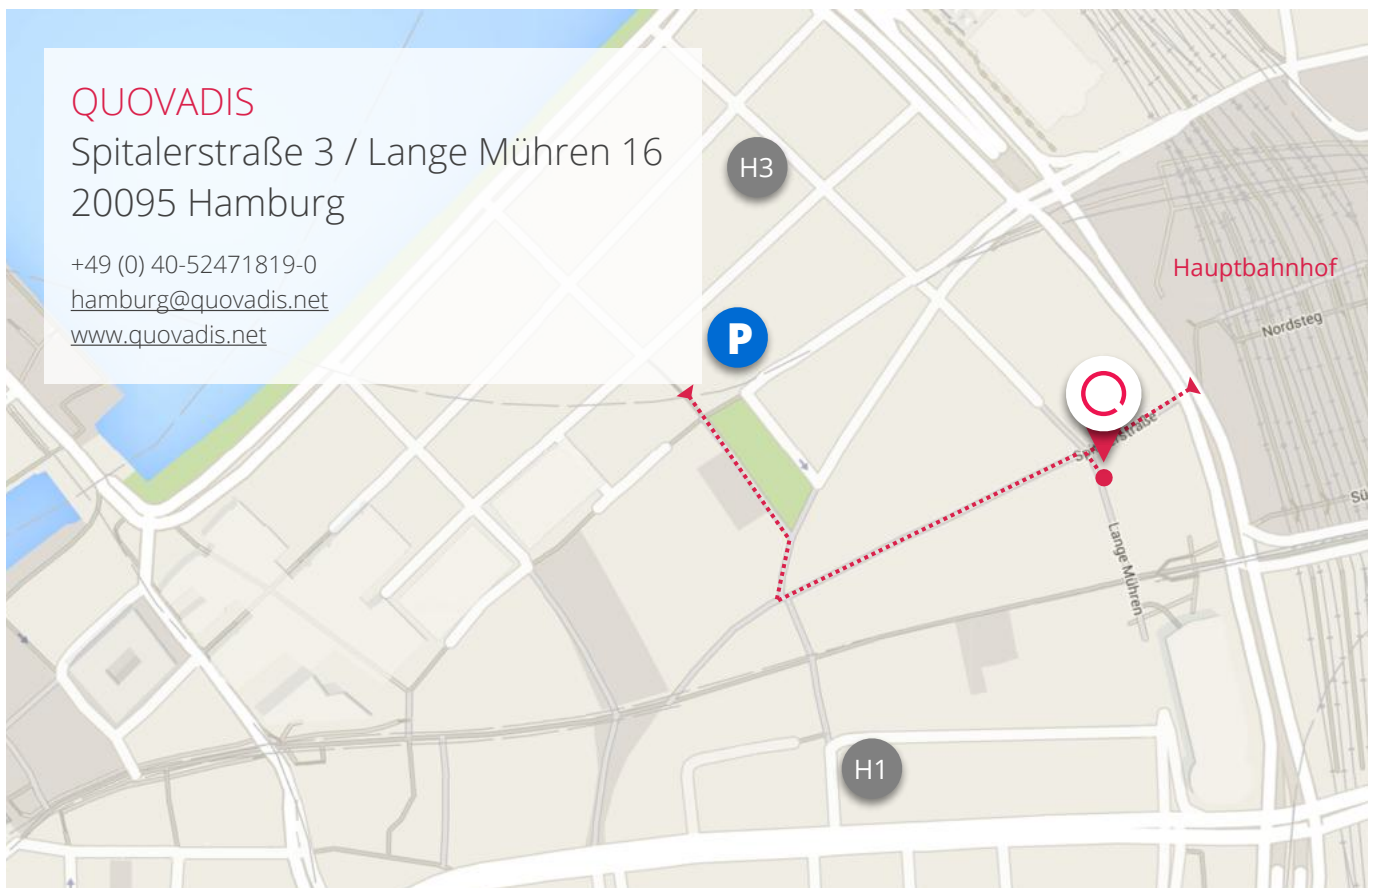 QUOVADIS
Spitalerstraße 3 / Lange Mühren 16
20095 Hamburg
+49 (0) 40-52471819-0
hamburg@quovadis.net
www.quovadis.net
H3
Hauptbahnhof
Nordsteg
P
Lange Mühren
H1